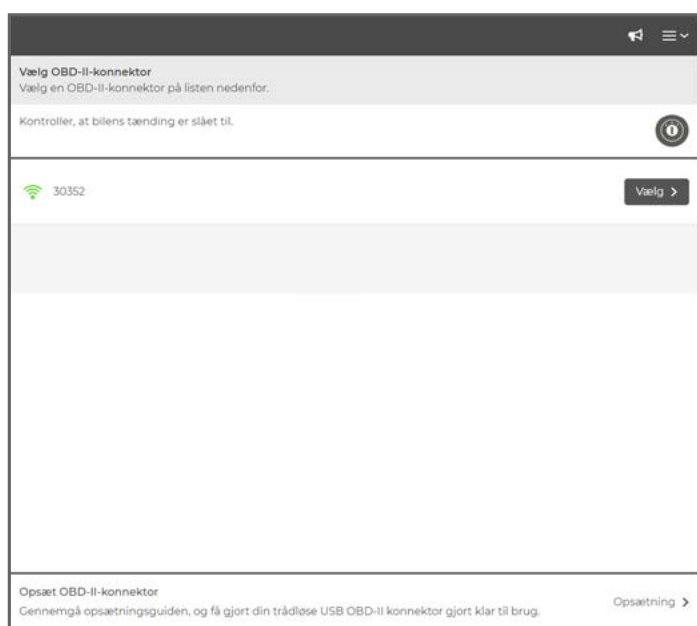 Vælg OBD-II-konnektor
Vælg en OBD-II-konnektor på listen nedenfor.
Kontroller, at bilens tænding er slået til.
30352
Vælg
Opsæt OBD-II-konnektor
Gennemgå opsætningsguiden, og få gjort din trådløse USB OBD-II konnektor gjort klar til brug.
Opsætning